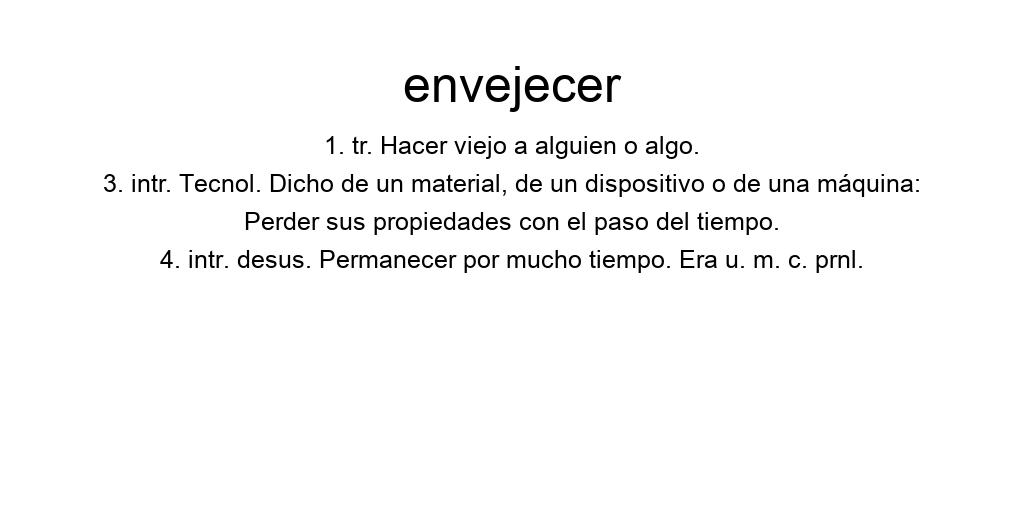 envejecer
1. tr. Hacer viejo a alguien o algo.
3. intr. Tecnol. Dicho de un material, de un dispositivo o de una máquina:
Perder sus propiedades con el paso del tiempo.
4. intr. desus. Permanecer por mucho tiempo. Era u. m. c. prnl.